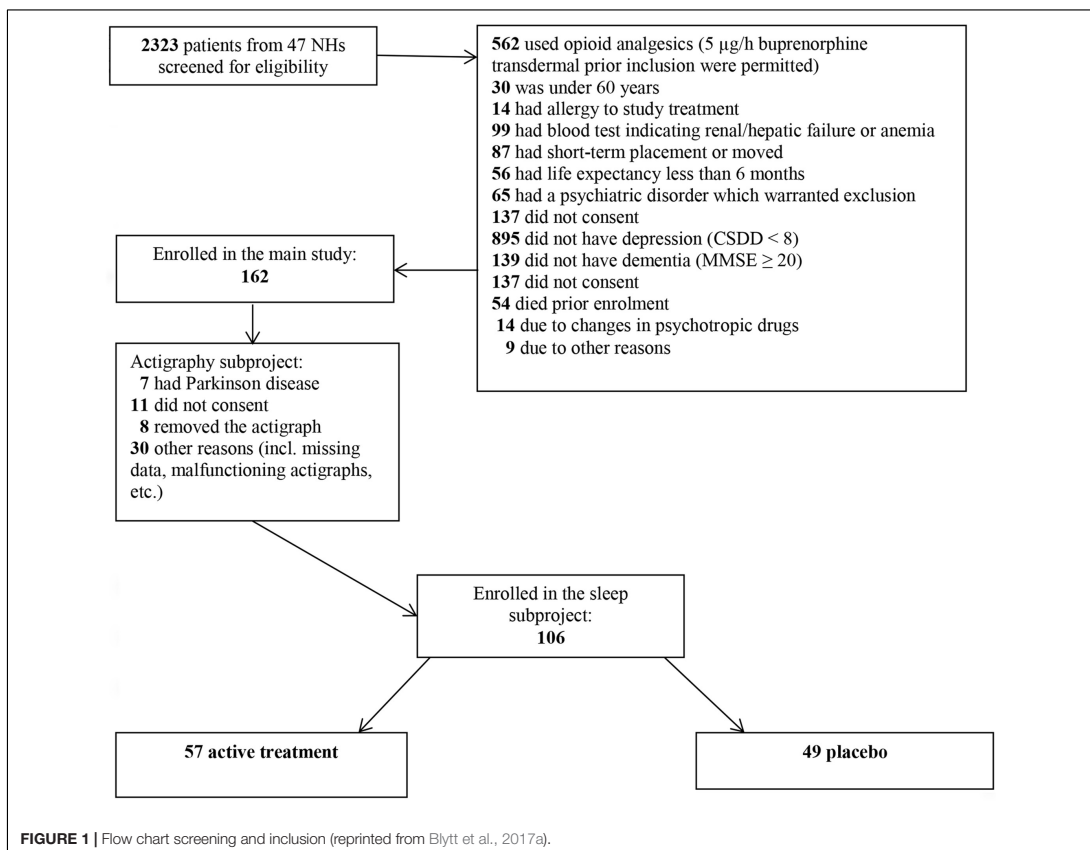 2323 patients from 47 NHs
screened for eligibility
562 used opioid analgesics (5 µg/h buprenorphine
transdermal prior inclusion were permitted)
30 was under 60 years
14 had allergy to study treatment
99 had blood test indicating renal/hepatic failure or anemia
87 had short-term placement or moved
56 had life expectancy less than 6 months
65 had a psychiatric disorder which warranted exclusion
137 did not consent
895 did not have depression (CSDD < 8)
139 did not have dementia (MMSE ≥ 20)
137 did not consent
54 died prior enrolment
14 due to changes in psychotropic drugs
9 due to other reasons
Enrolled in the main study:
162
Actigraphy subproject:
7 had Parkinson disease
11 did not consent
8 removed the actigraph
30 other reasons (incl. missing
data, malfunctioning actigraphs,
etc.)
Enrolled in the sleep
subproject:
106
57 active treatment
49 placebo
FIGURE 1 | Flow chart screening and inclusion (reprinted from Blytt et al., 2017a).